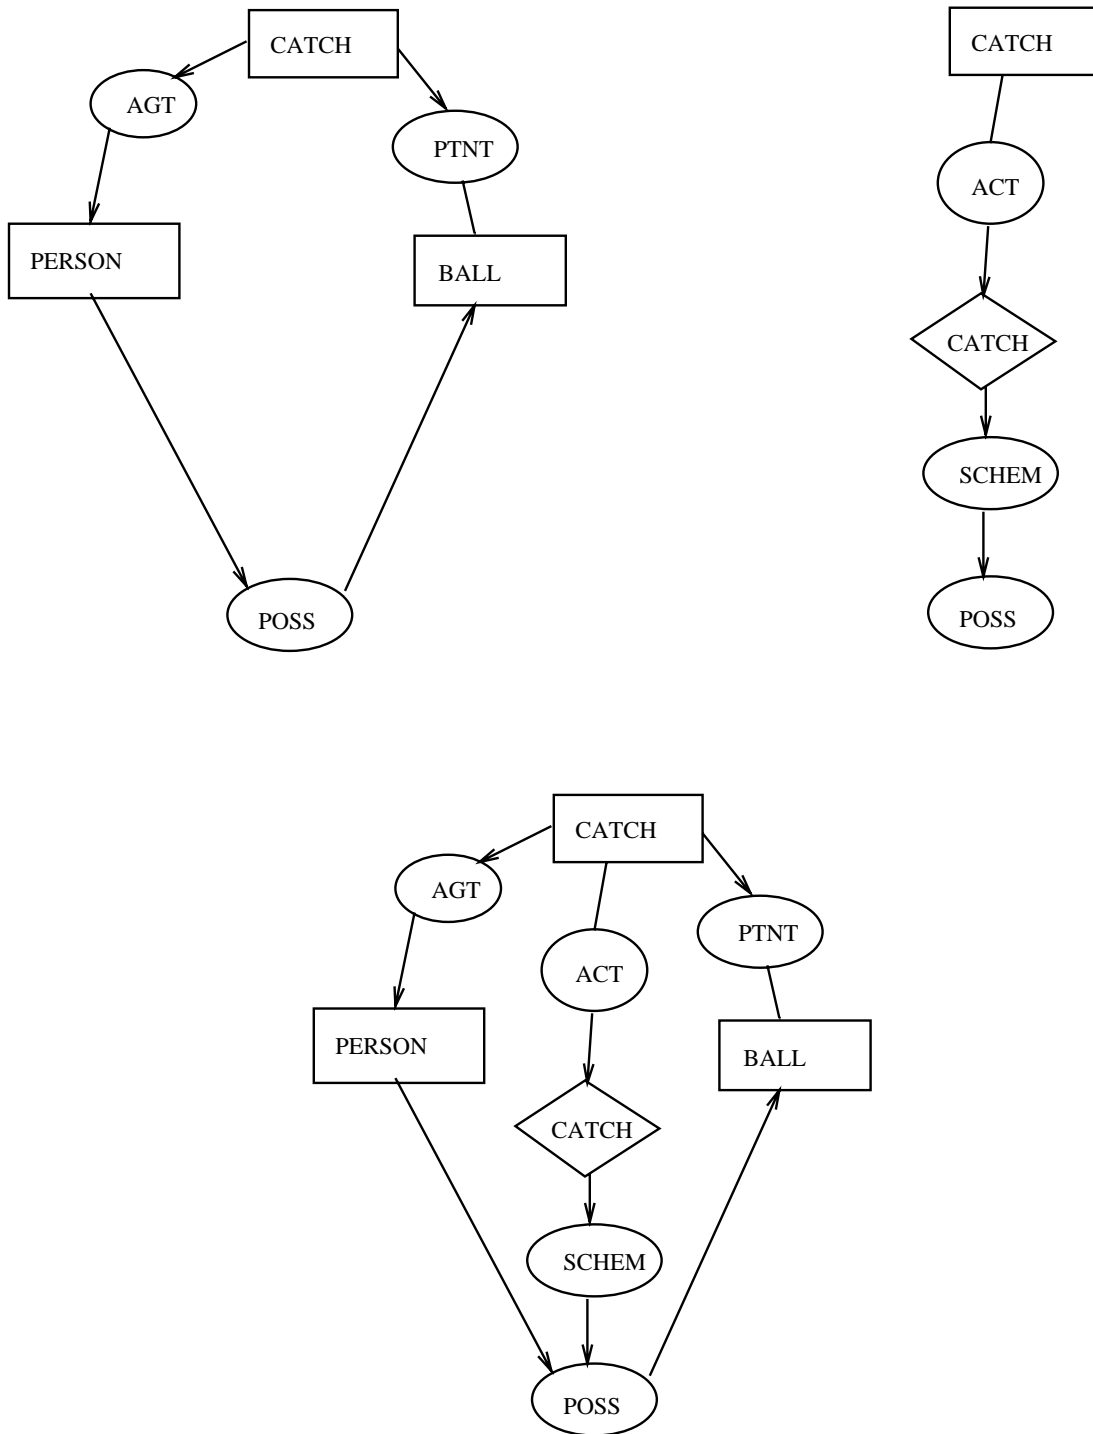 CATCH
AGT
PTNT
PERSON
BALL
POSS
CATCH
ACT
CATCH
SCHEM
POSS
CATCH
AGT
PTNT
ACT
PERSON
BALL
CATCH
SCHEM
POSS